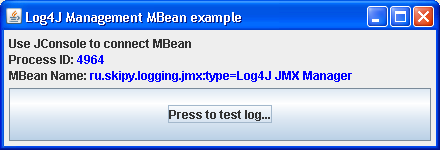 Log4J Management MBean example
Use JConsole to connect MBean
Process ID: 4964
MBean Name: ru.skipy.logging.jmx:type=Log4J JMX Manager
Press to test log...